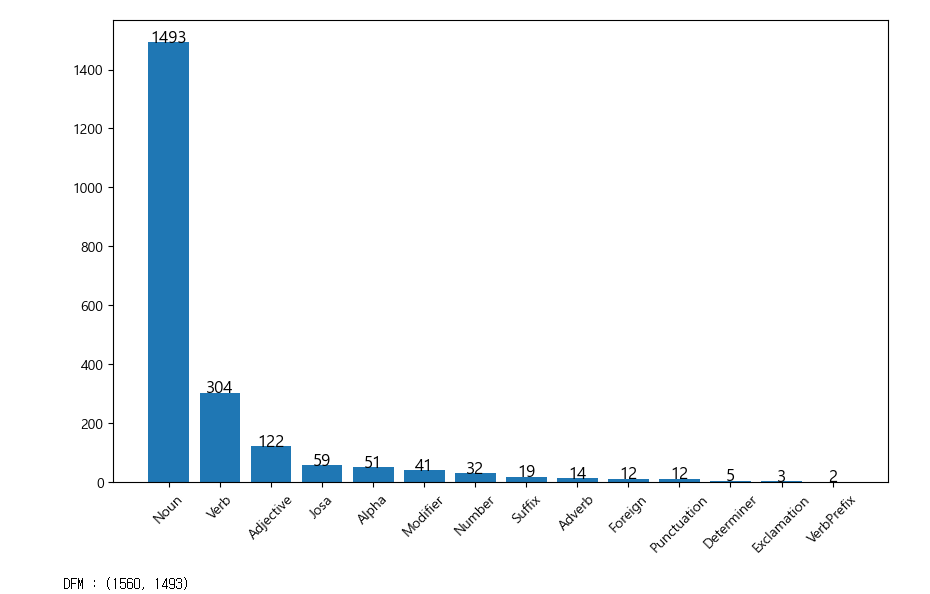 1493
1400
1200
1000
800
600
400
200
0
304
122
59
51
41
32
19
14
12
12
5
3
2
Noun
Verb
Adjective
Josa
Alpha
Modifier
Number
Suffix
Adverb
Foreign
Punctuation
Determiner
Exclamation
VerbPrefix
DFM : (1560, 1493)